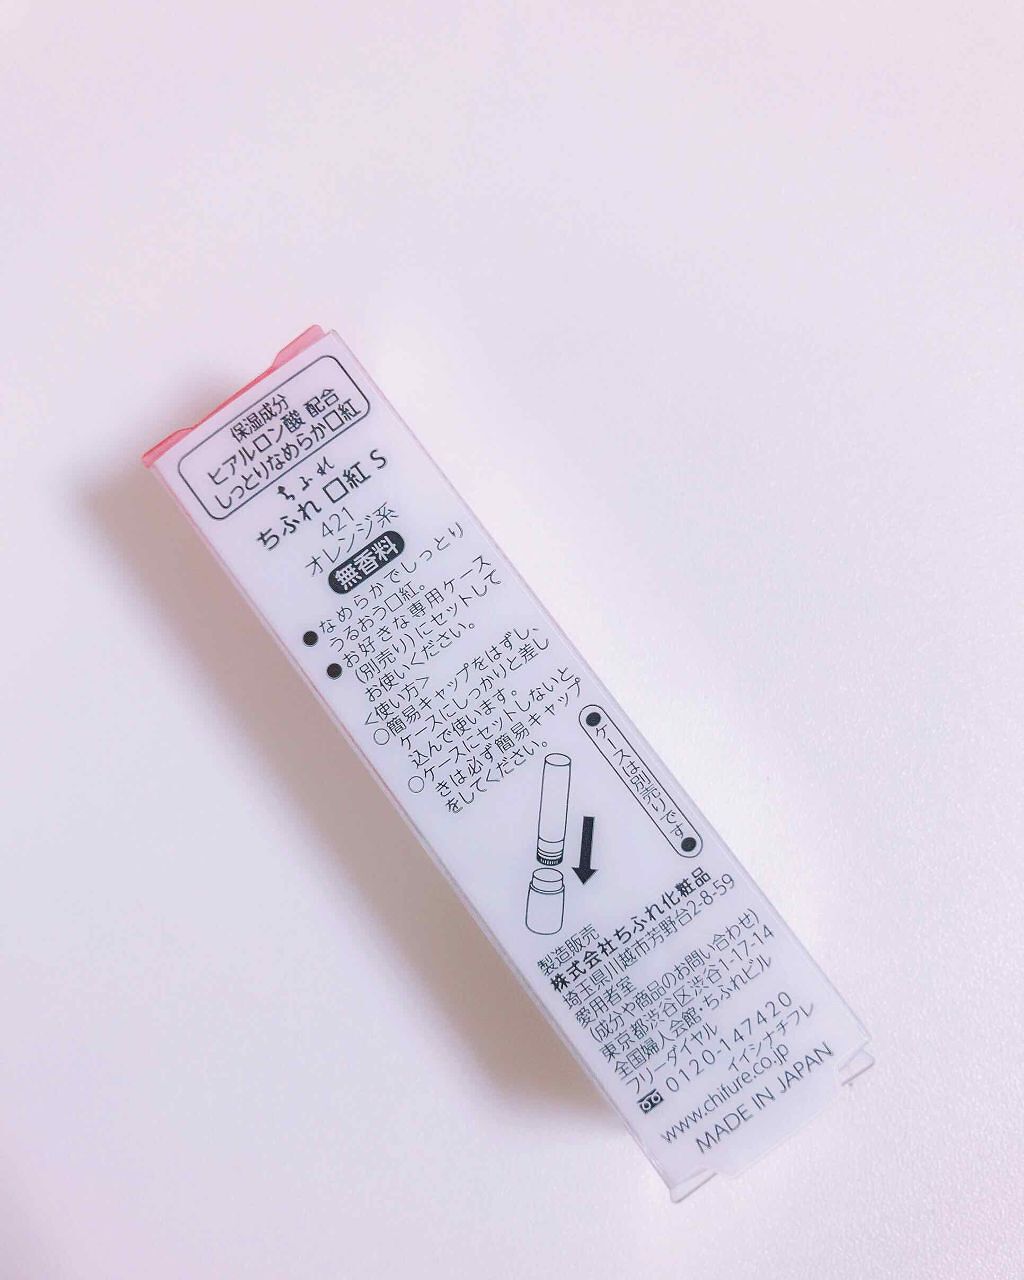 保湿成分
ヒアルロン酸 配合
しっとりなめらか口紅
ちふれ
ちふれ 口紅 S
421
オレンジ系
無香料
●なめらかでしっとり
うるおう口紅。
●お好きな専用ケース
(別売り)にセットして
お使いください。
<使い方>
○簡易キャップをはずし、
ケースにしっかりと差し
込んで使います。
○ケースにセットしないと
きは必ず簡易キャップ
をしてください。
●ケースは別売りです●
製造販売
株式会社ちふれ化粧品
埼玉県川越市芳野台2-8-59
愛用者室
(成分や商品のお問い合わせ)
東京都渋谷区渋谷1-17-14
全国婦人会館・ちふれビル
フリーダイヤル
0120-147420
イイシナチフレ
www.chifure.co.jp
MADE IN JAPAN